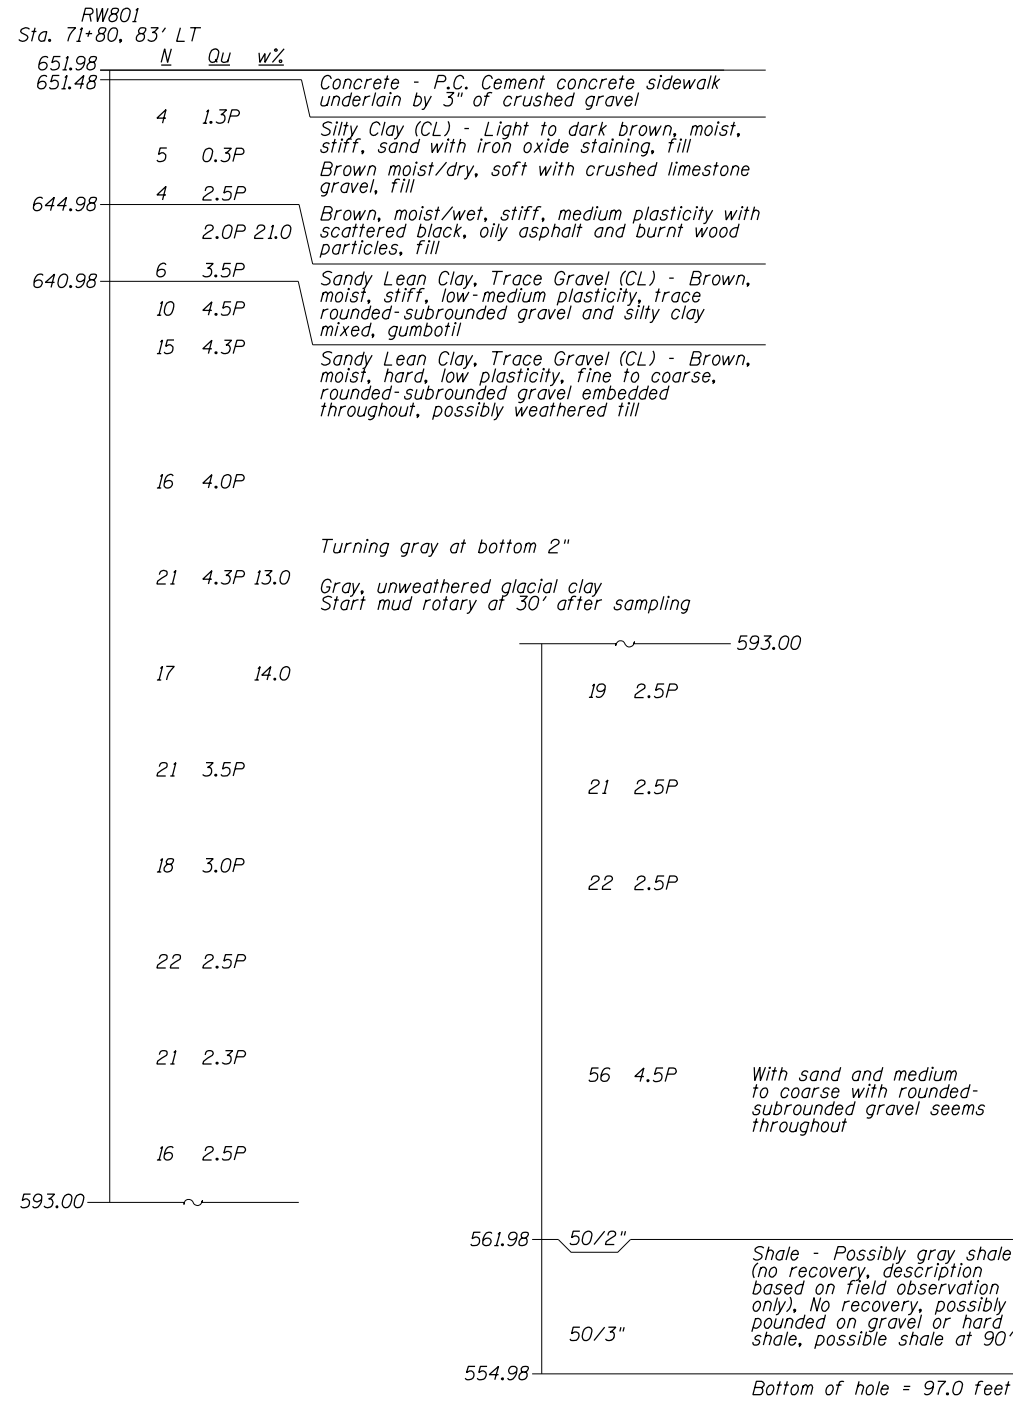 RW801
Sta. 71+80, 83' LT
N Qu w%
651.98
651.48
Concrete - P.C. Cement concrete sidewalk
underlain by 3" of crushed gravel
4 1.3P
Silty Clay (CL) - Light to dark brown, moist,
stiff, sand with iron oxide staining, fill
5 0.3P
Brown moist/dry, soft with crushed limestone
gravel, fill
4 2.5P
644.98
Brown, moist/wet, stiff, medium plasticity with
scattered black, oily asphalt and burnt wood
particles, fill
2.0P 21.0
6 3.5P
640.98
Sandy Lean Clay, Trace Gravel (CL) - Brown,
moist, stiff, low-medium plasticity, trace
rounded-subrounded gravel and silty clay
mixed, gumbotil
10 4.5P
15 4.3P
Sandy Lean Clay, Trace Gravel (CL) - Brown,
moist, hard, low plasticity, fine to coarse,
rounded-subrounded gravel embedded
throughout, possibly weathered till
16 4.0P
Turning gray at bottom 2"
21 4.3P 13.0
Gray, unweathered glacial clay
Start mud rotary at 30' after sampling
17 14.0
21 3.5P
18 3.0P
22 2.5P
21 2.3P
16 2.5P
593.00
593.00
19 2.5P
21 2.5P
22 2.5P
56 4.5P
With sand and medium
to coarse with rounded-
subrounded gravel seems
throughout
561.98
50/2"
Shale - Possibly gray shale
(no recovery, description
based on field observation
only), No recovery, possibly
pounded on gravel or hard
shale, possible shale at 90'
50/3"
554.98
Bottom of hole = 97.0 feet